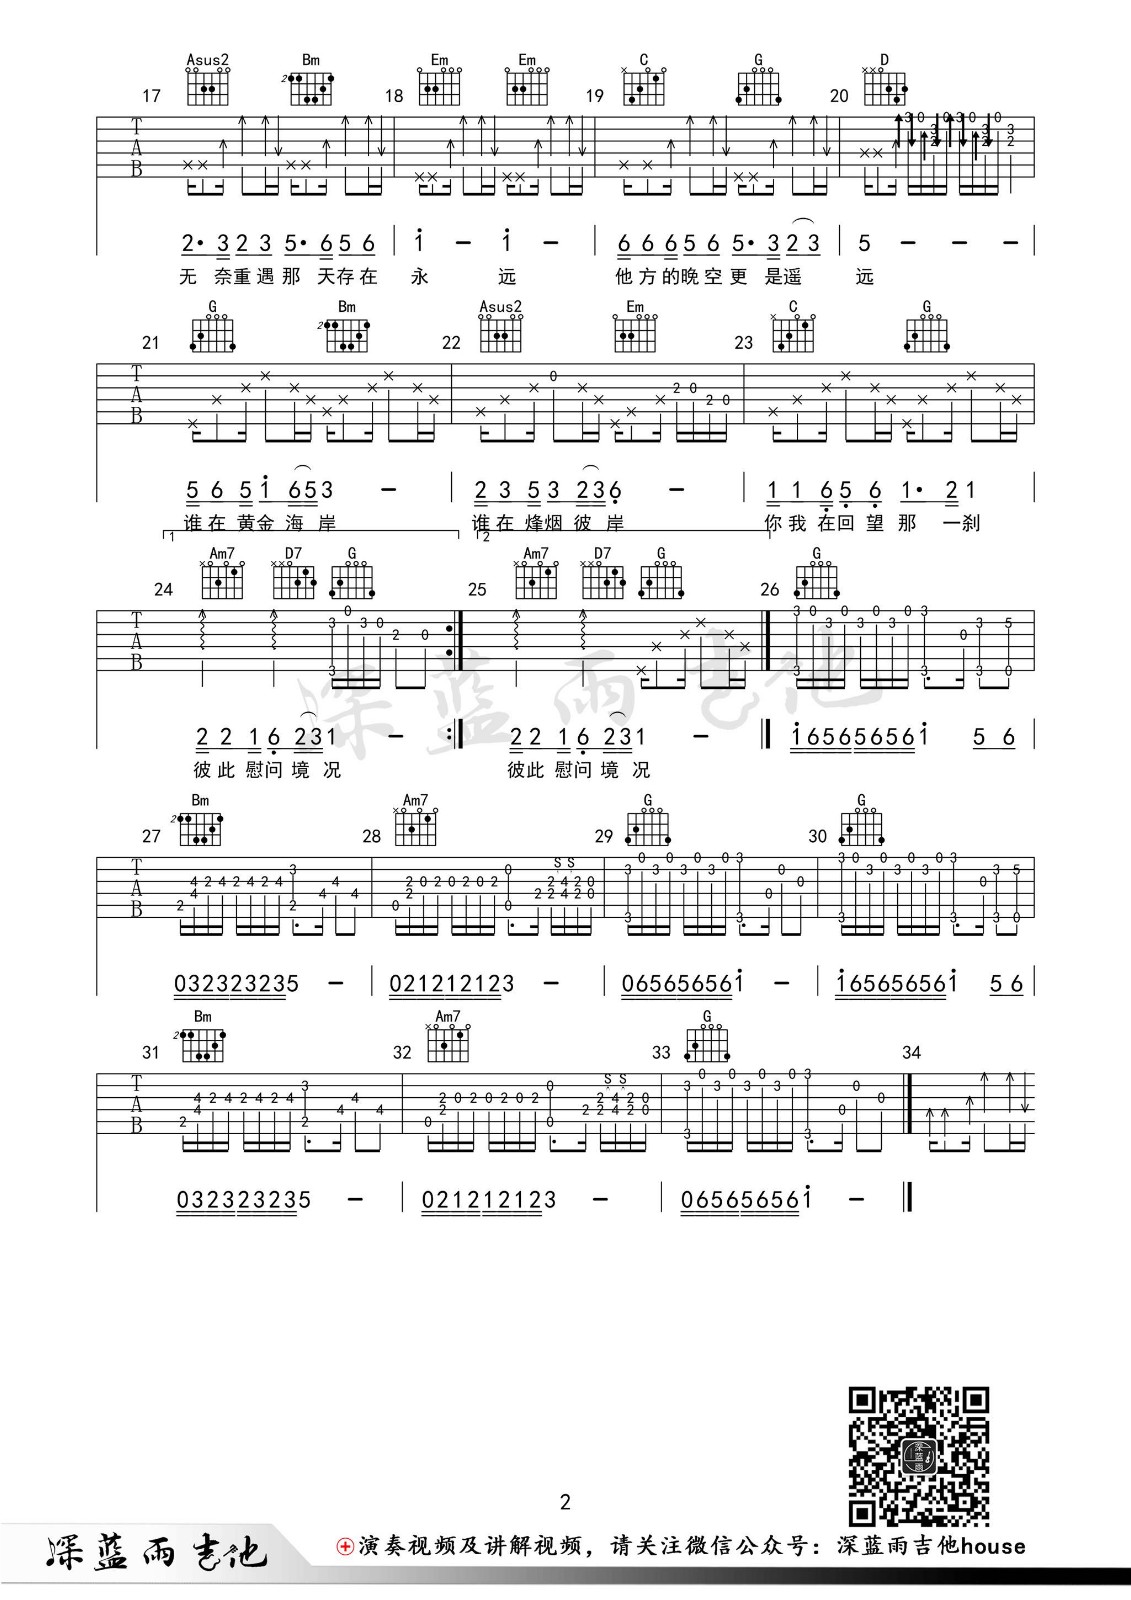 Asus2 Bm Em Em C G D
17 18 19 20
2· 3 2 3 5· 6 5 6 | i — i — | 6 6 6 5 6 5· 3 2 3 | 5 — — —
无 奈重遇那 天存在 永 远 他方的晚空更 是遥 远
G Bm Asus2 Em C G
21 22 23
T A B 0 2 0 2 0
5 6 5 i 6 5 3 — | 2 3 5 3 2 3 6 — | 1 1 6 5 6 1· 2 1
谁在黄金海岸 谁在烽烟彼岸 你我在回望那 一刹
1 2
Am7 D7 G Am7 D7 G G
24 25 26
2 2 1 6 2 3 1 — :| 2 2 1 6 2 3 1 — | i 6 5 6 5 6 5 6 i 5 6
彼此慰问境况 彼此慰问境况
Bm Am7 G G
27 28 29 30
S S
0 3 2 3 2 3 2 3 5 — | 0 2 1 2 1 2 1 2 3 — | 0 6 5 6 5 6 5 6 i — | i 6 5 6 5 6 5 6 i 5 6
Bm Am7 G
31 32 33 34
S S
0 3 2 3 2 3 2 3 5 — | 0 2 1 2 1 2 1 2 3 — | 0 6 5 6 5 6 5 6 i —
深蓝雨吉他
深蓝雨
2
深蓝雨吉他
演奏视频及讲解视频，请关注微信公众号：深蓝雨吉他house